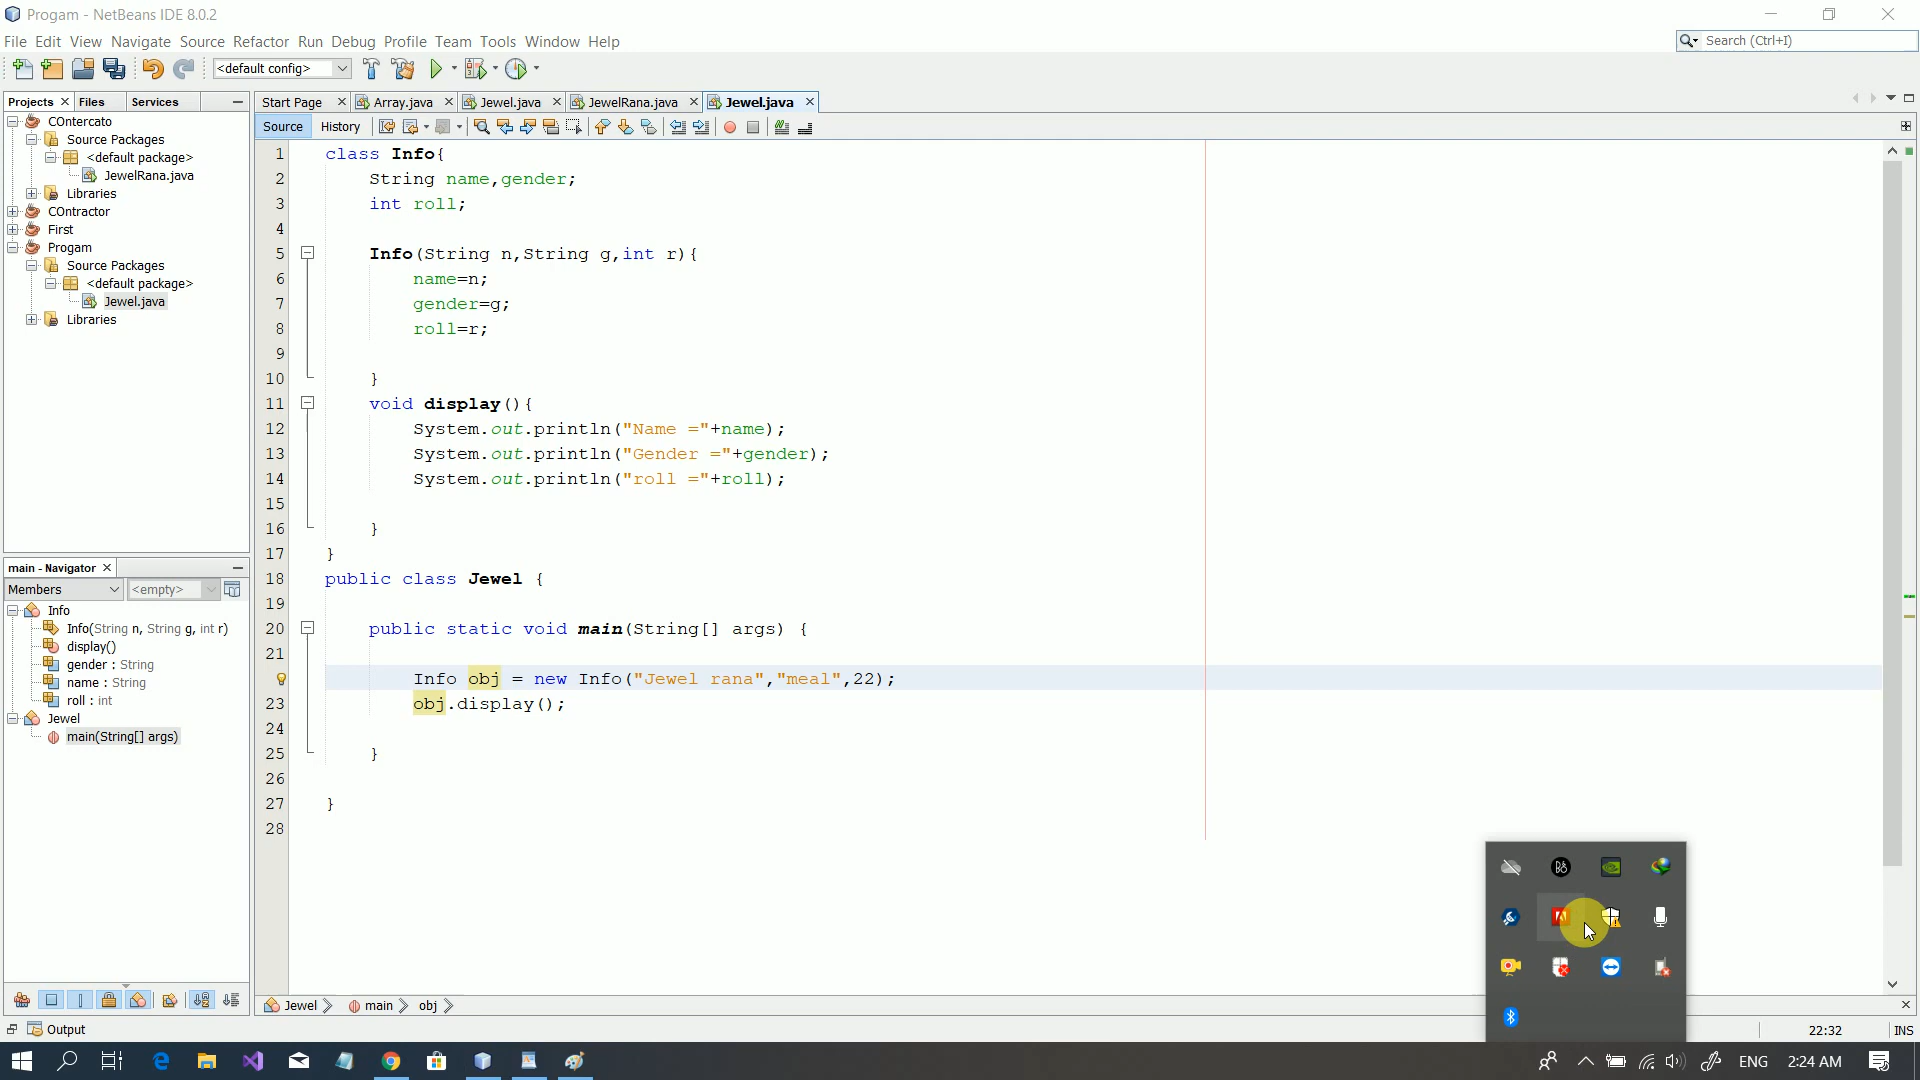 Progam - NetBeans IDE 8.0.2
File Edit View Navigate Source Refactor Run Debug Profile Team Tools Window Help
Search (Ctrl+I)
<default config>
Projects Files Services
Start Page Array.java Jewel.java JewelRana.java Jewel.java
Source History
COntercato
Source Packages
<default package>
JewelRana.java
Libraries
COntractor
First
Progam
Source Packages
<default package>
Jewel.java
Libraries
main - Navigator
Members <empty>
Info
Info(String n, String g, int r)
display()
gender : String
name : String
roll : int
Jewel
main(String[] args)
1 class Info{
2 String name,gender;
3 int roll;
4
5 Info(String n,String g,int r){
6 name=n;
7 gender=g;
8 roll=r;
9
10 }
11 void display(){
12 System.out.println("Name ="+name);
13 System.out.println("Gender ="+gender);
14 System.out.println("roll ="+roll);
15
16 }
17 }
18 public class Jewel {
19
20 public static void main(String[] args) {
21
Info obj = new Info("Jewel rana","meal",22);
23 obj.display();
24
25 }
26
27 }
28
Jewel main obj
Output
22:32 INS
ENG 2:24 AM